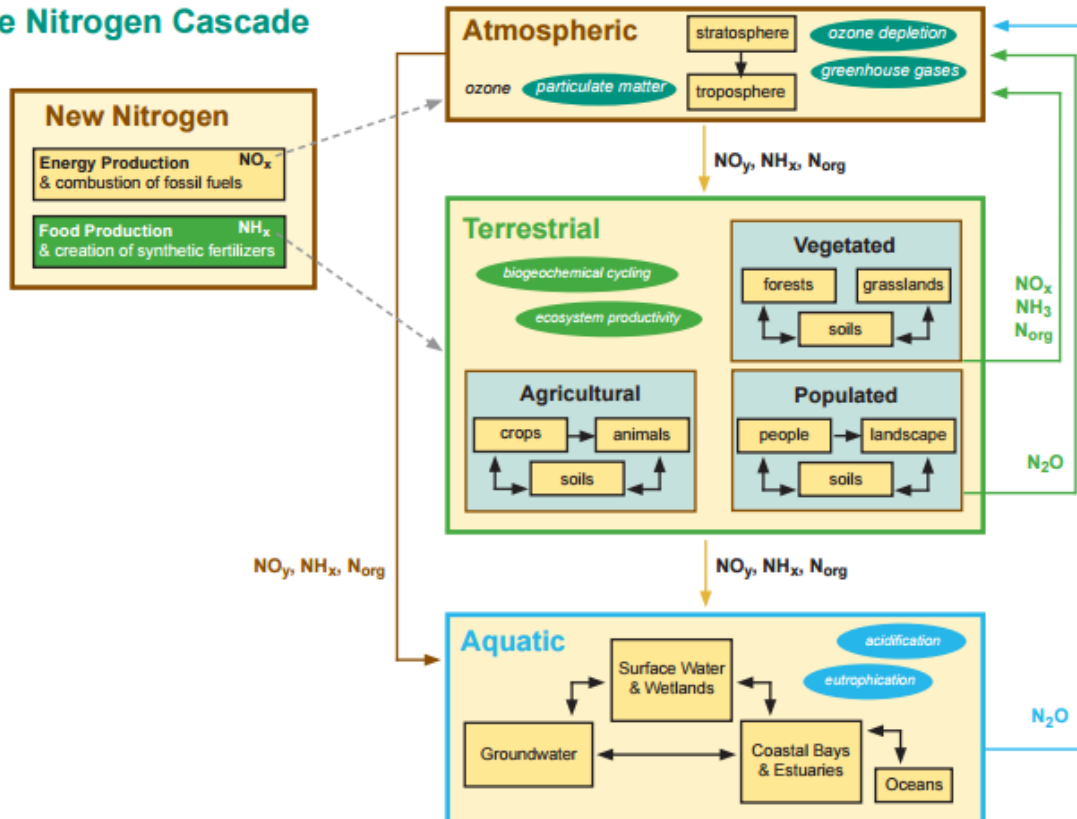 e Nitrogen Cascade
New Nitrogen
Energy Production NOₓ
& combustion of fossil fuels
Food Production NHₓ
& creation of synthetic fertilizers
Atmospheric
stratosphere
troposphere
ozone
particulate matter
ozone depletion
greenhouse gases
NOy, NHₓ, Norg
Terrestrial
biogeochemical cycling
ecosystem productivity
Vegetated
forests
grasslands
soils
Agricultural
crops
animals
soils
Populated
people
landscape
soils
NOₓ
NH₃
Norg
N₂O
NOy, NHₓ, Norg
NOy, NHₓ, Norg
Aquatic
acidification
eutrophication
Surface Water
& Wetlands
Groundwater
Coastal Bays
& Estuaries
Oceans
N₂O